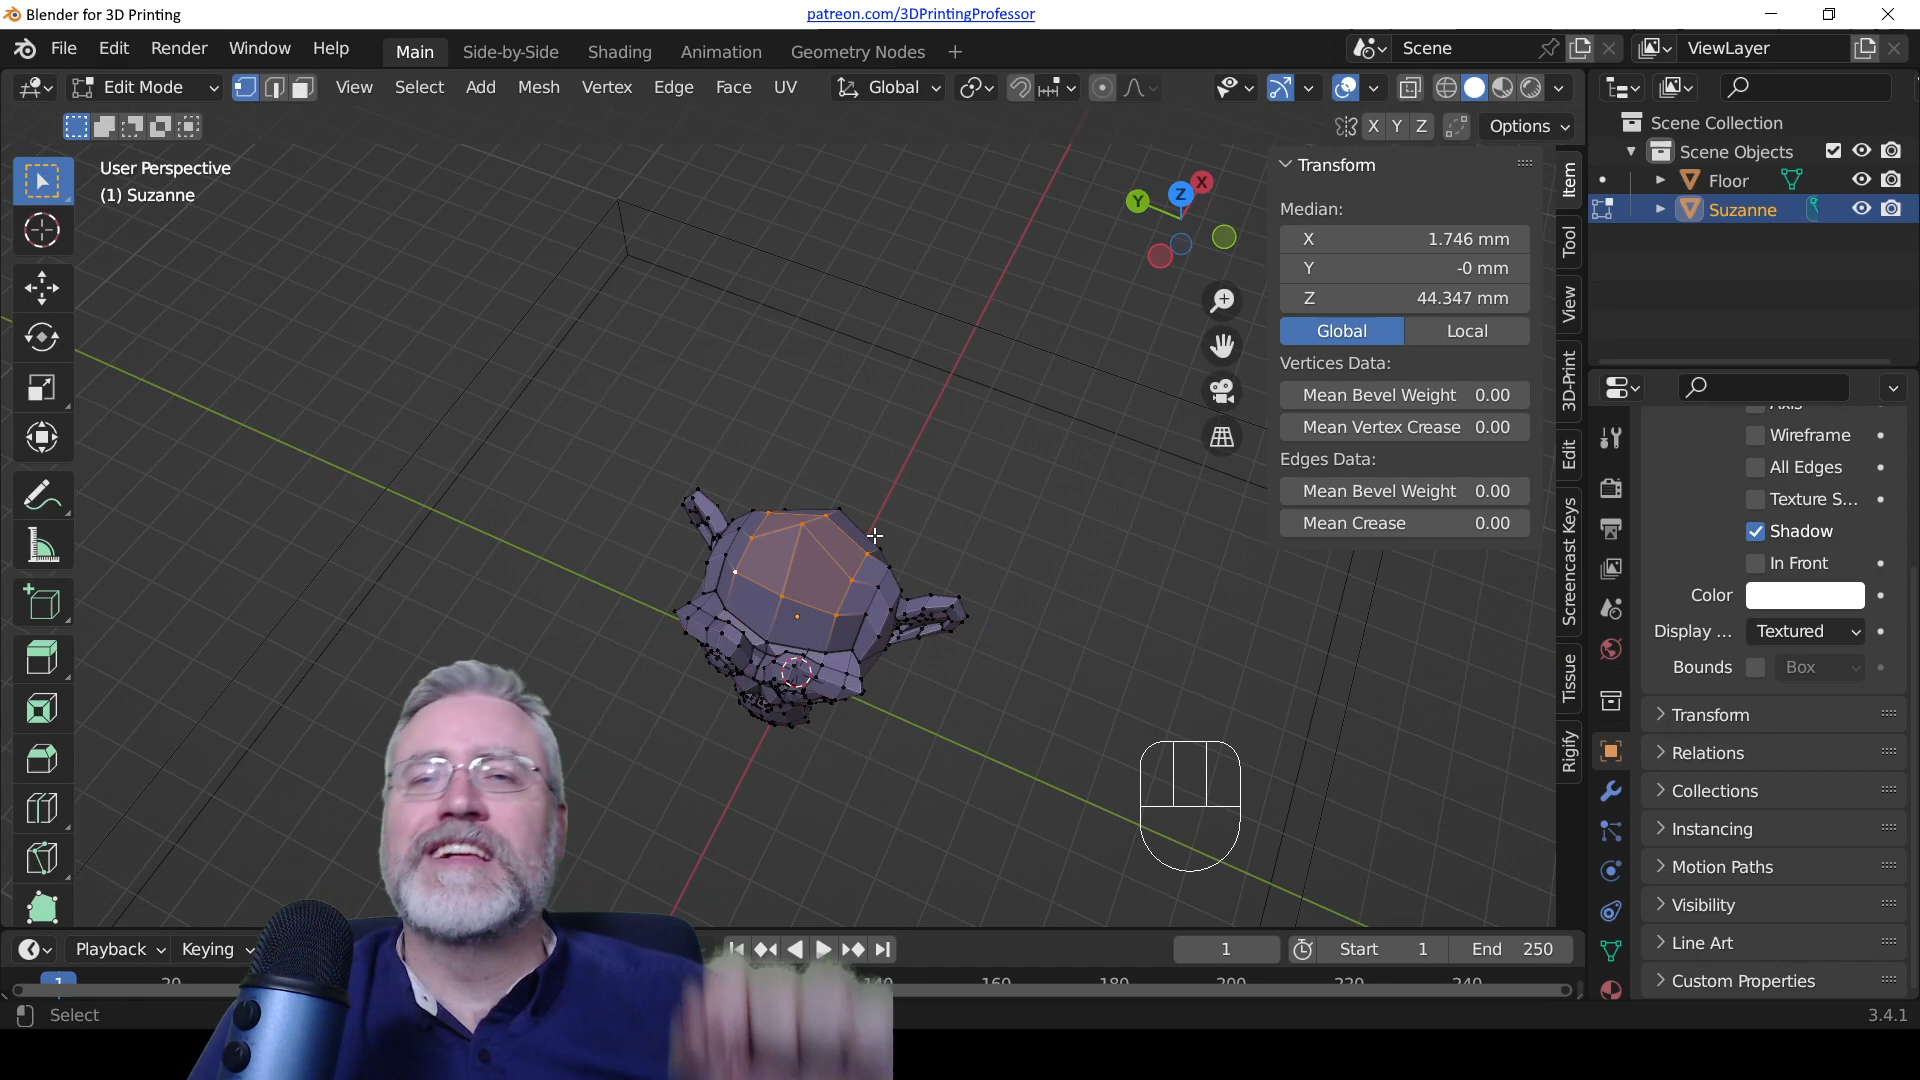 Blender for 3D Printing
patreon.com/3DPrintingProfessor
File Edit Render Window Help
Main Side-by-Side Shading Animation Geometry Nodes +
Scene
ViewLayer
Edit Mode
View Select Add Mesh Vertex Edge Face UV
Global
X Y Z
Options
User Perspective
(1) Suzanne
Y Z X
Transform
Median:
X 1.746 mm
Y -0 mm
Z 44.347 mm
Global Local
Vertices Data:
Mean Bevel Weight 0.00
Mean Vertex Crease 0.00
Edges Data:
Mean Bevel Weight 0.00
Mean Crease 0.00
Item
Tool
View
3D-Print
Edit
Screencast Keys
Tissue
Rigify
Scene Collection
Scene Objects
Floor
Suzanne
Wireframe
All Edges
Texture S...
Shadow
In Front
Color
Display ... Textured
Bounds Box
Transform
Relations
Collections
Instancing
Motion Paths
Visibility
Line Art
Custom Properties
Playback Keying
1 Start 1 End 250
1 20 140 160 180 200 220 240
Select
3.4.1